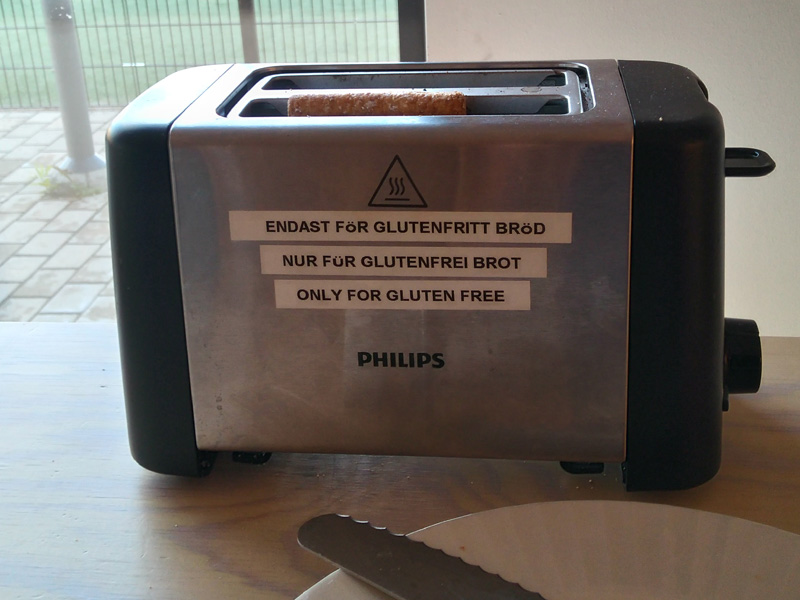 ENDAST FöR GLUTENFRITT BRöD
NUR FüR GLUTENFREI BROT
ONLY FOR GLUTEN FREE
PHILIPS